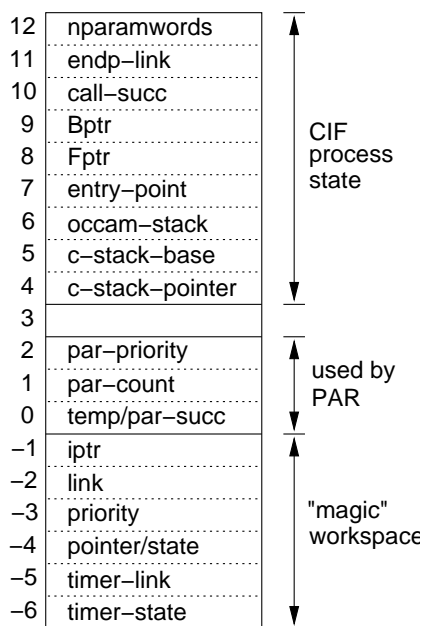 12 nparamwords
11 endp−link
10 call−succ
9 Bptr
8 Fptr
7 entry−point
6 occam−stack
5 c−stack−base
4 c−stack−pointer
CIF
process
state
3
2 par−priority
1 par−count
0 temp/par−succ
used by
PAR
−1 iptr
−2 link
−3 priority
−4 pointer/state
−5 timer−link
−6 timer−state
"magic"
workspace